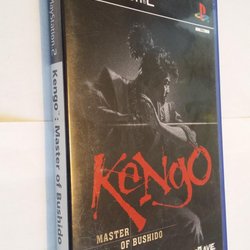 PlayStation 2
Kengo: Master of Bushido
KENGO
MASTER
OF BUSHIDO